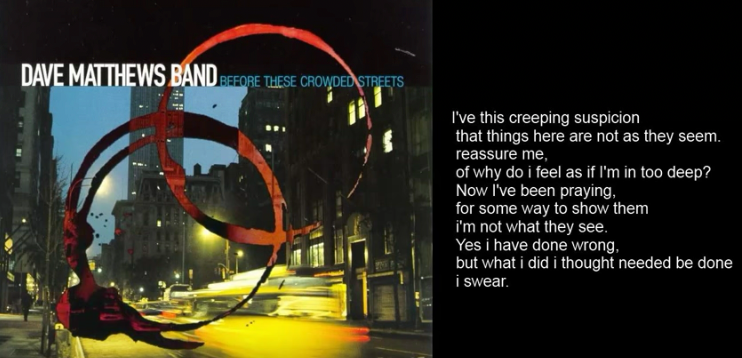 DAVE MATTHEWS BAND BEFORE THESE CROWDED STREETS
I've this creeping suspicion
that things here are not as they seem.
reassure me,
of why do i feel as if I'm in too deep?
Now I've been praying,
for some way to show them
i'm not what they see.
Yes i have done wrong,
but what i did i thought needed be done
i swear.